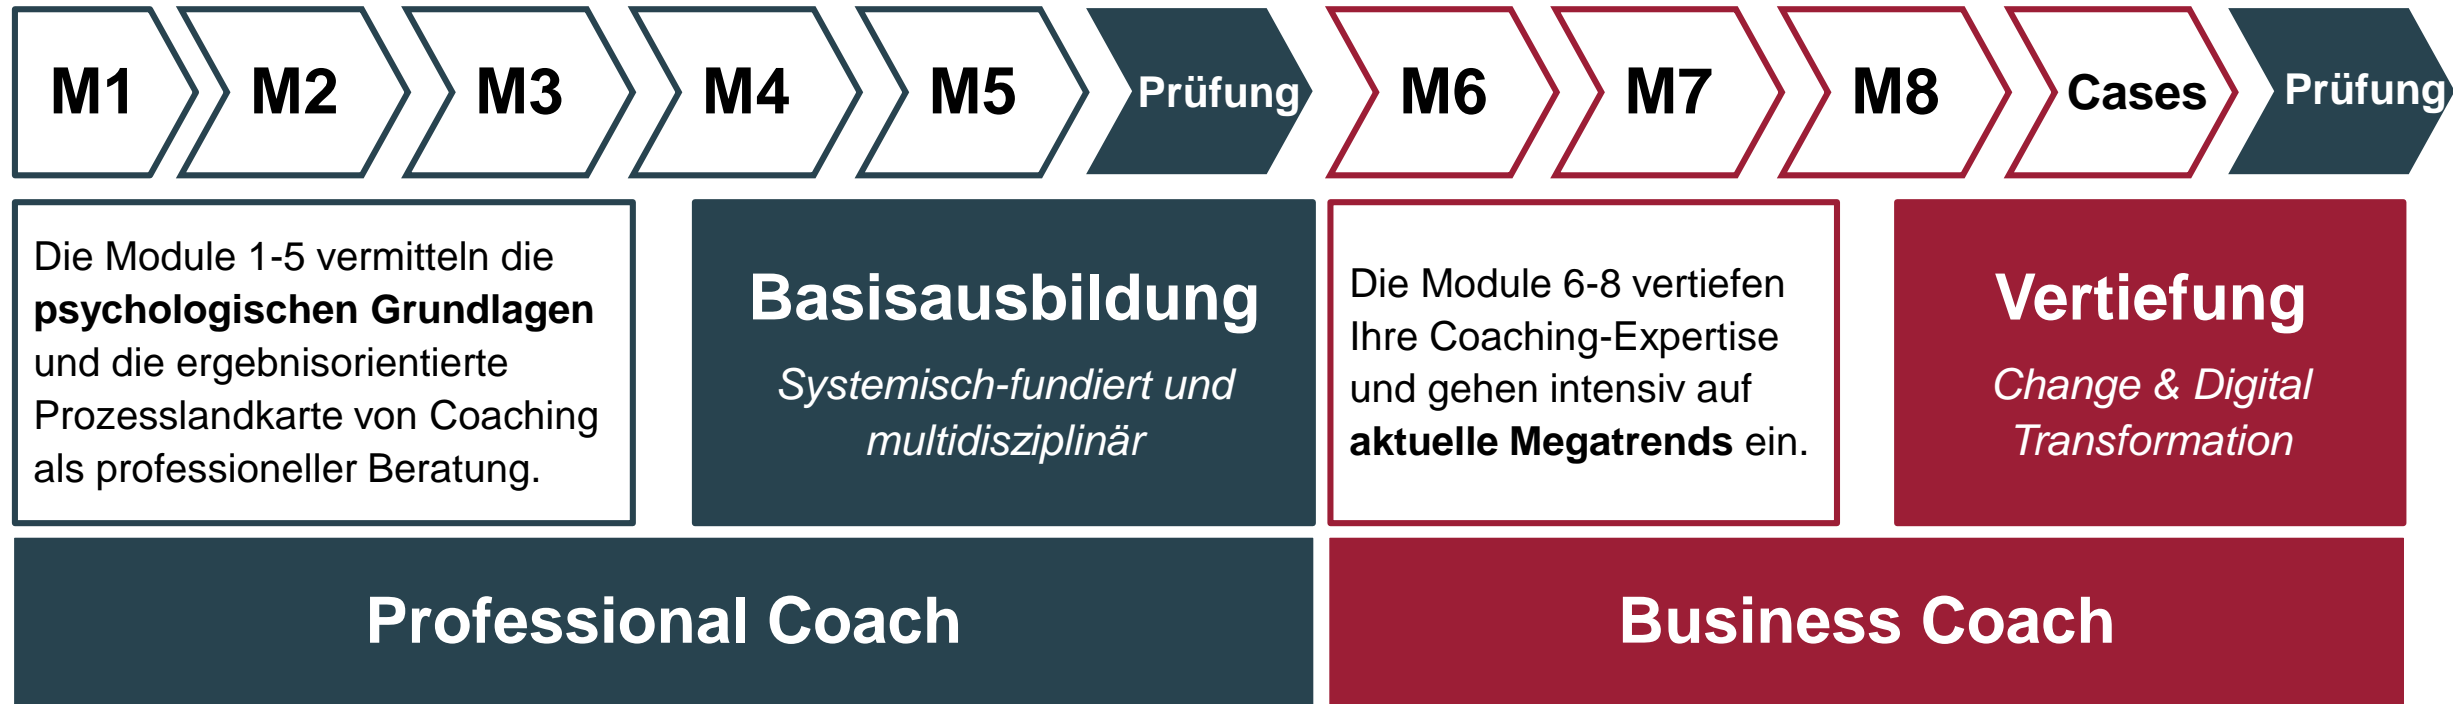 M1
M2
M3
M4
M5
Prüfung
M6
M7
M8
Cases
Prüfung
Die Module 1-5 vermitteln die
psychologischen Grundlagen
und die ergebnisorientierte
Prozesslandkarte von Coaching
als professioneller Beratung.
Basisausbildung
Systemisch-fundiert und
multidisziplinär
Die Module 6-8 vertiefen
Ihre Coaching-Expertise
und gehen intensiv auf
aktuelle Megatrends ein.
Vertiefung
Change & Digital
Transformation
Professional Coach
Business Coach